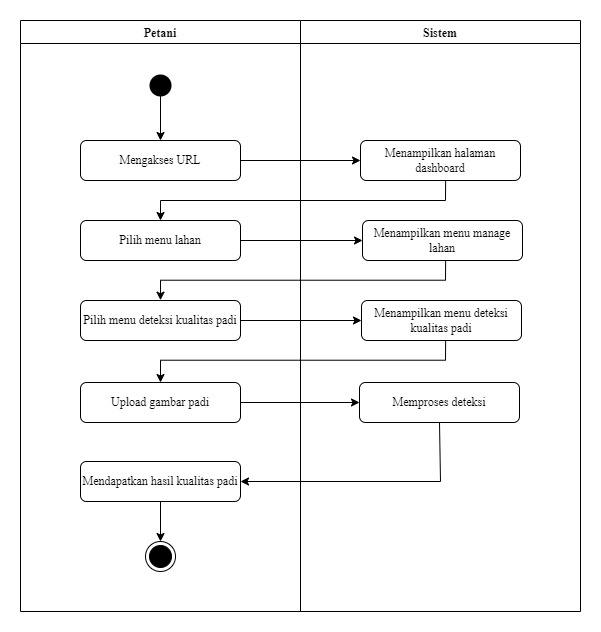 Petani
Sistem
Mengakses URL
Menampilkan halaman
dashboard
Pilih menu lahan
Menampilkan menu manage
lahan
Pilih menu deteksi kualitas padi
Menampilkan menu deteksi
kualitas padi
Upload gambar padi
Memproses deteksi
Mendapatkan hasil kualitas padi